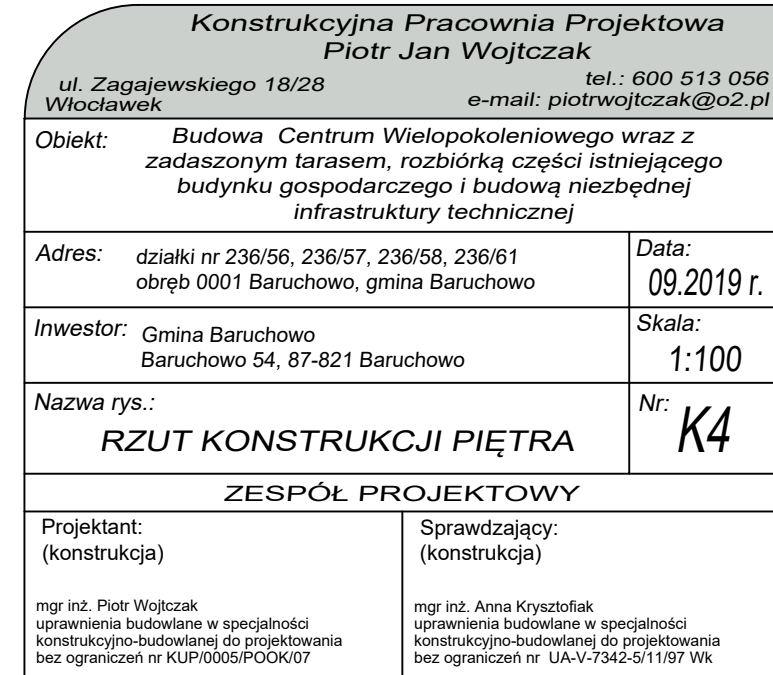 Konstrukcyjna Pracownia Projektowa
Piotr Jan Wojtczak
ul. Zagajewskiego 18/28
Włocławek
tel.: 600 513 056
e-mail: piotrwojtczak@o2.pl
Obiekt:
Budowa Centrum Wielopokoleniowego wraz z
zadaszonym tarasem, rozbiórką części istniejącego
budynku gospodarczego i budową niezbędnej
infrastruktury technicznej
Adres:
działki nr 236/56, 236/57, 236/58, 236/61
obręb 0001 Baruchowo, gmina Baruchowo
Data:
09.2019 r.
Inwestor:
Gmina Baruchowo
Baruchowo 54, 87-821 Baruchowo
Skala:
1:100
Nazwa rys.:
RZUT KONSTRUKCJI PIĘTRA
Nr:
K4
ZESPÓŁ PROJEKTOWY
Projektant:
(konstrukcja)
mgr inż. Piotr Wojtczak
uprawnienia budowlane w specjalności
konstrukcyjno-budowlanej do projektowania
bez ograniczeń nr KUP/0005/POOK/07
Sprawdzający:
(konstrukcja)
mgr inż. Anna Krysztofiak
uprawnienia budowlane w specjalności
konstrukcyjno-budowlanej do projektowania
bez ograniczeń nr UA-V-7342-5/11/97 Wk